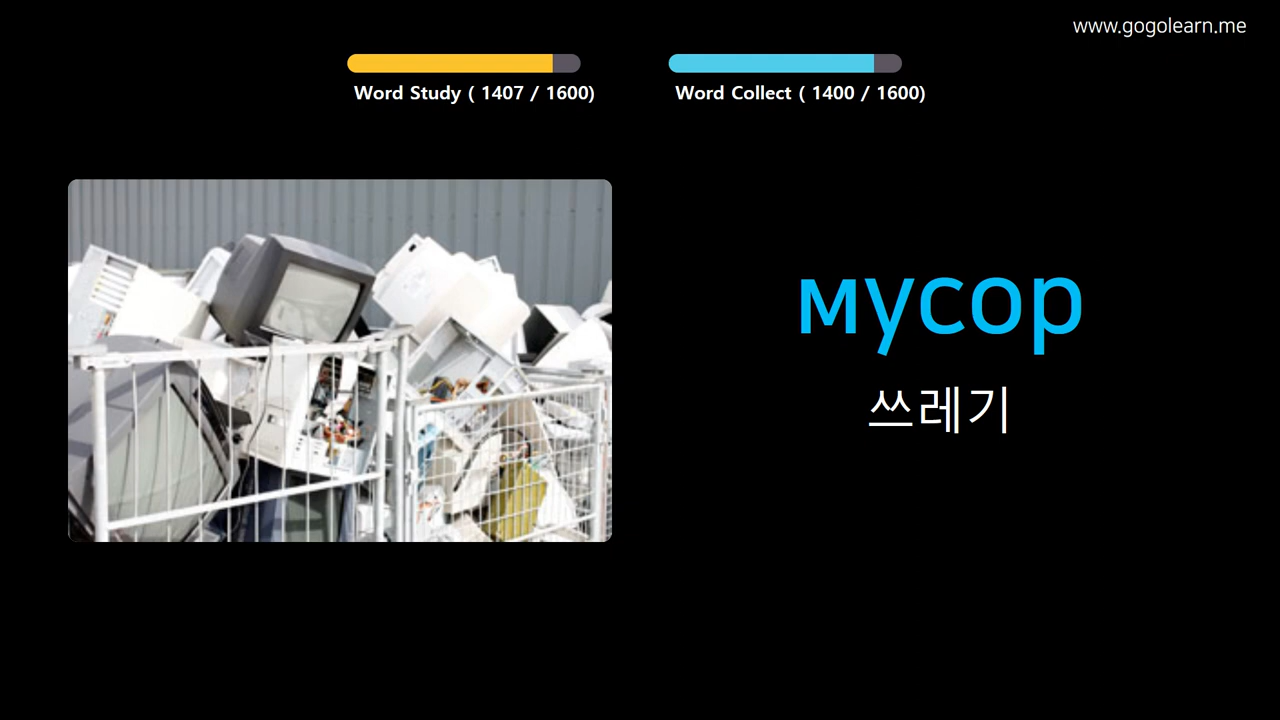 www.gogolearn.me
Word Study ( 1407 / 1600)
Word Collect ( 1400 / 1600)
мусор
쓰레기